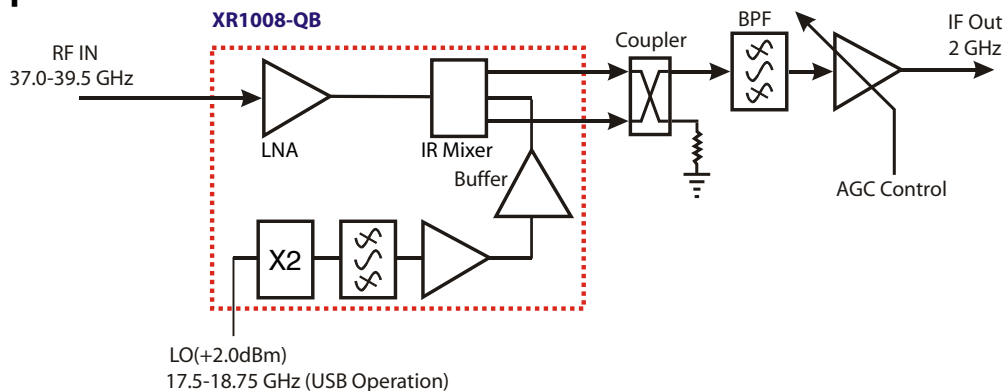 XR1008-QB
RF IN
37.0-39.5 GHz
LNA
IR Mixer
Buffer
Coupler
BPF
IF Out
2 GHz
AGC Control
X2
LO(+2.0dBm)
17.5-18.75 GHz (USB Operation)